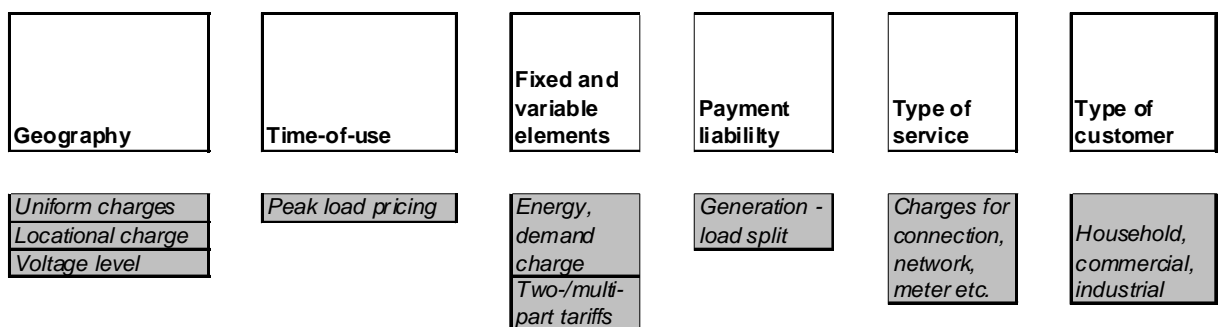 Geography
Time-of-use
Fixed and
variable
elements
Payment
liabililty
Type of
service
Type of
customer
Uniform charges
Locational charge
Voltage level
Peak load pricing
Energy,
demand
charge
Two-/multi-
part tariffs
Generation -
load split
Charges for
connection,
network,
meter etc.
Household,
commercial,
industrial